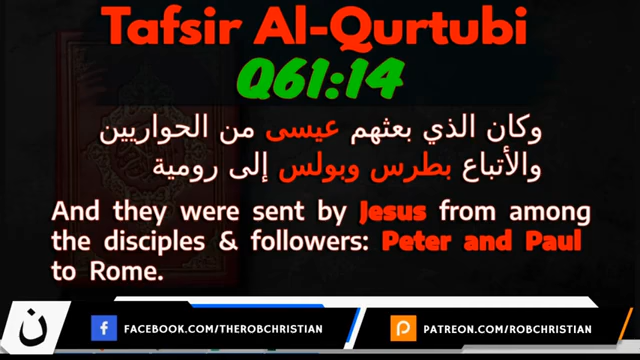 Tafsir Al-Qurtubi
Q61:14
وكان الذي بعثهم عيسى من الحواريين
والأتباع بطرس وبولس إلى رومية
And they were sent by Jesus from among
the disciples & followers: Peter and Paul
to Rome.
ن
FACEBOOK.COM/THEROBCHRISTIAN
PATREON.COM/ROBCHRISTIAN